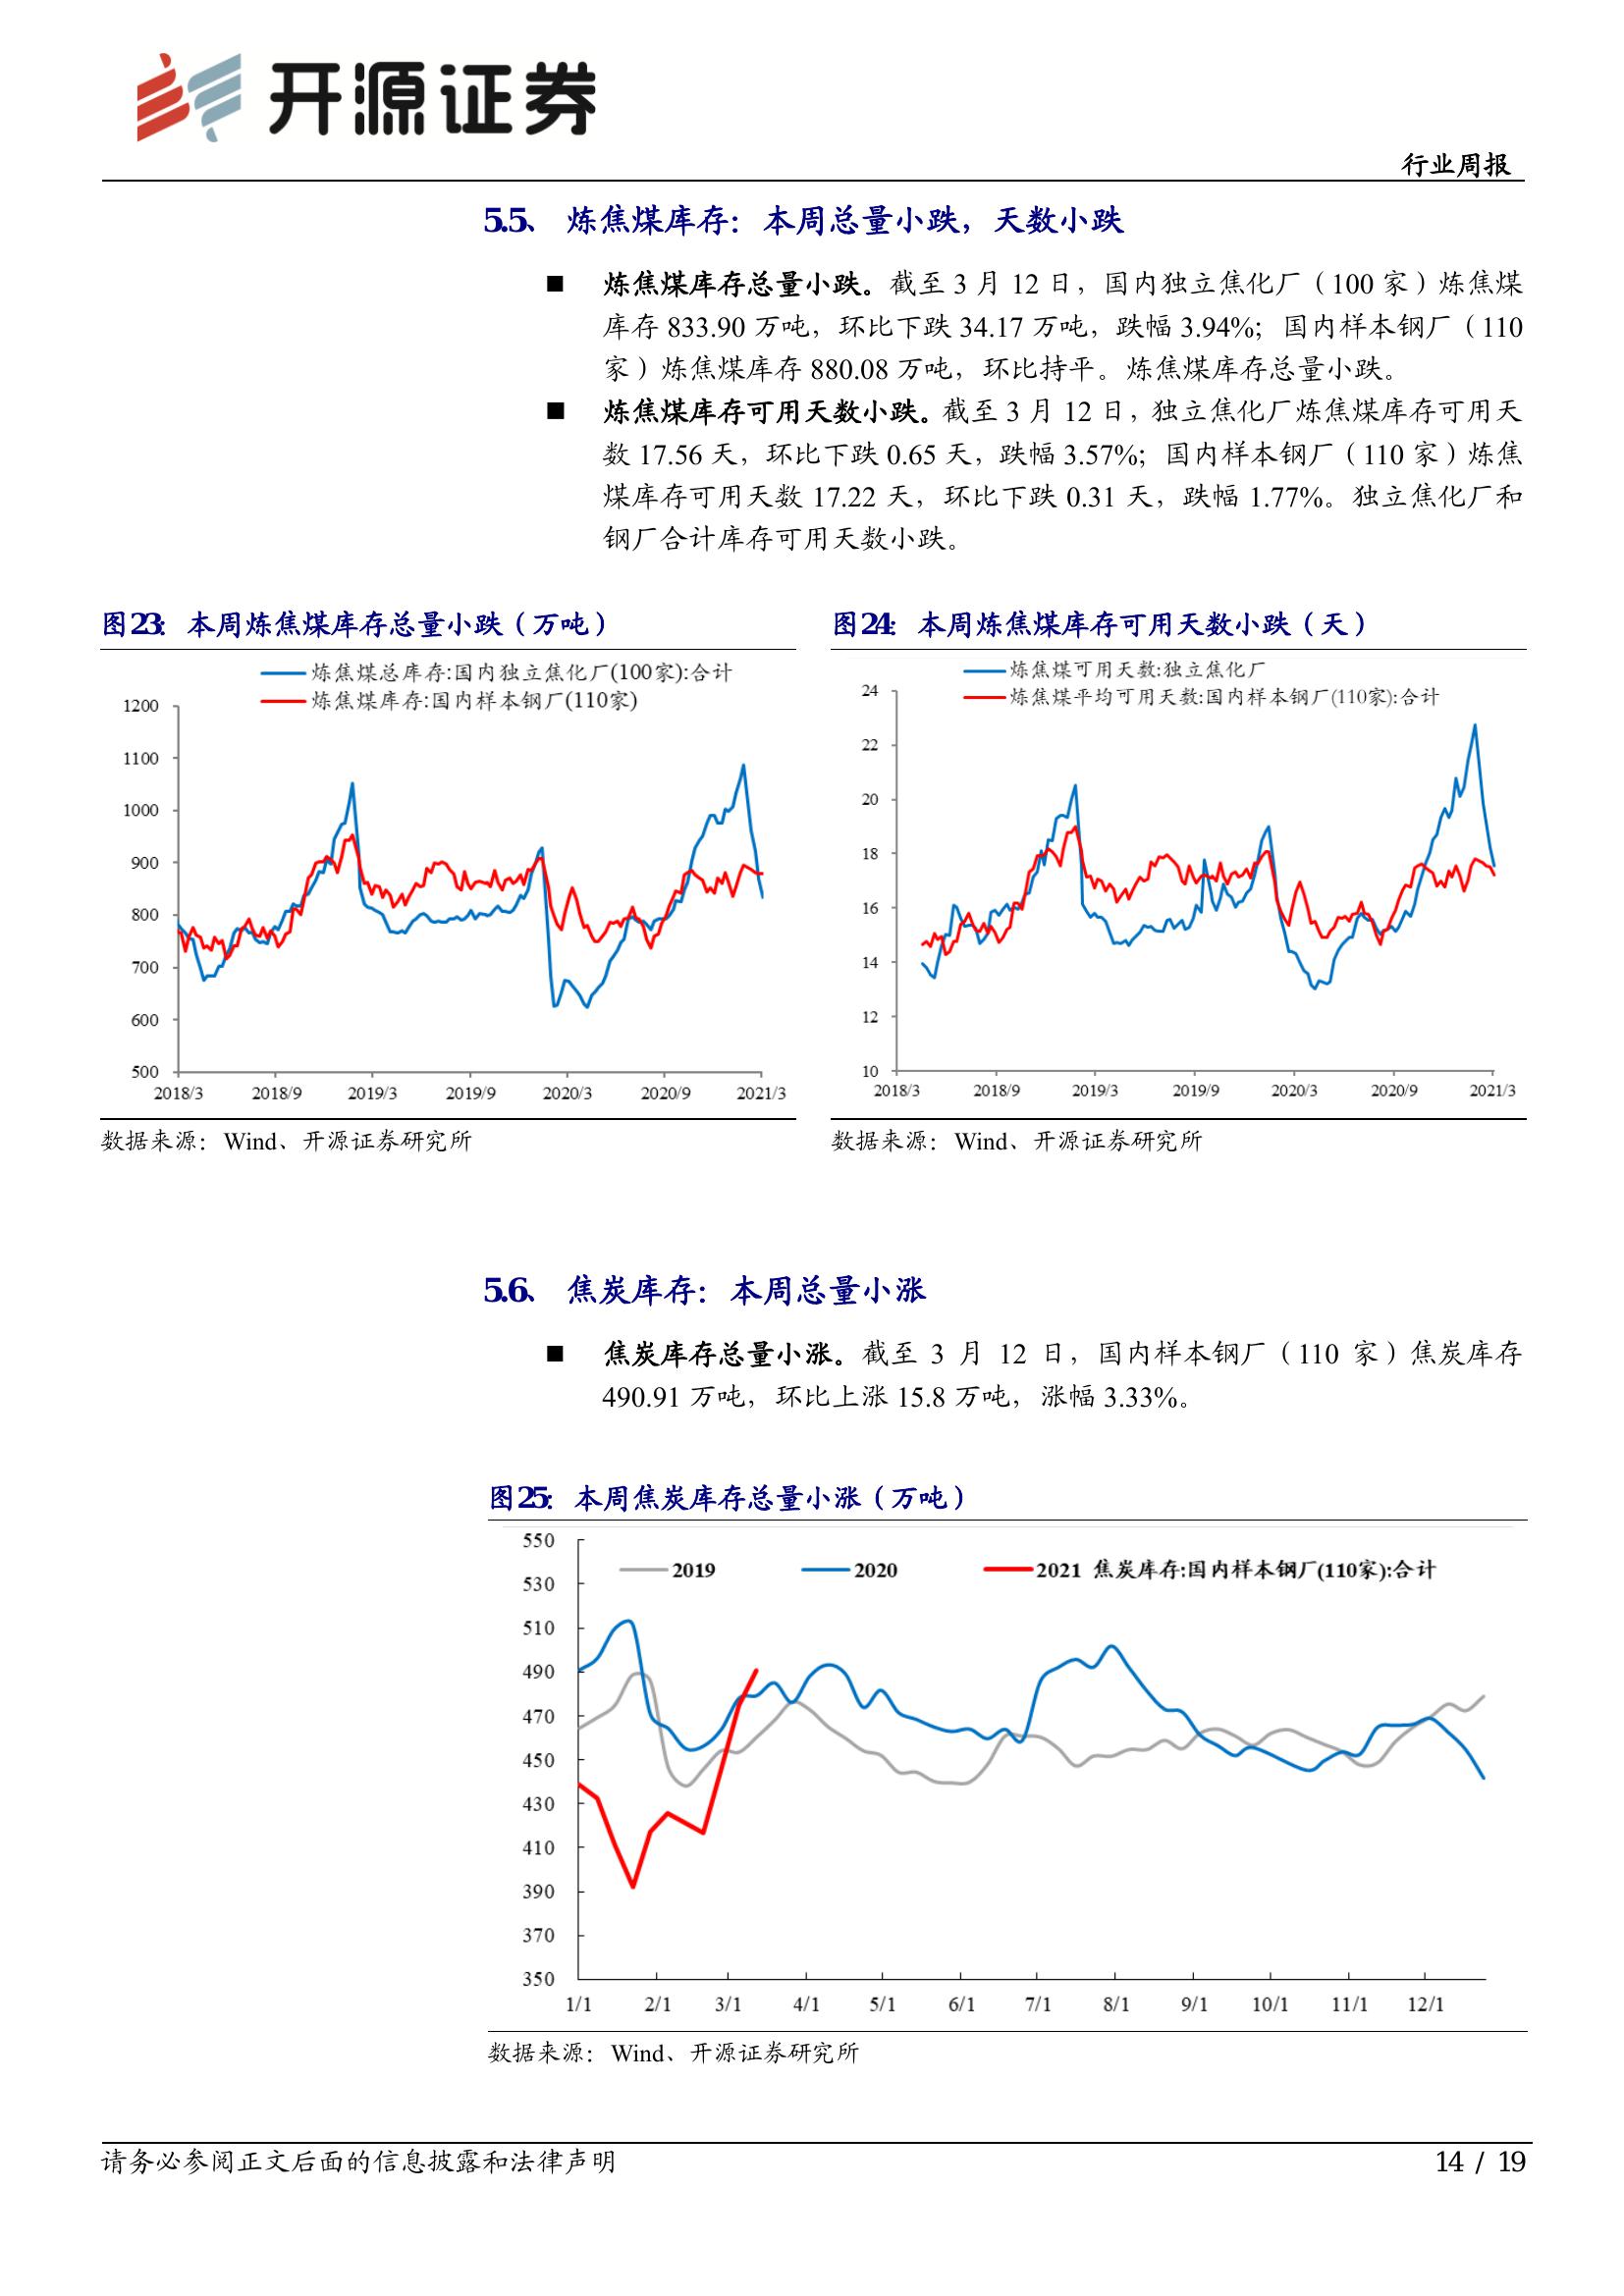 开源证券
行业周报
5.5、 炼焦煤库存：本周总量小跌，天数小跌
■ 炼焦煤库存总量小跌。截至 3 月 12 日，国内独立焦化厂（100 家）炼焦煤
库存 833.90 万吨，环比下跌 34.17 万吨，跌幅 3.94%；国内样本钢厂（110
家）炼焦煤库存 880.08 万吨，环比持平。炼焦煤库存总量小跌。
■ 炼焦煤库存可用天数小跌。截至 3 月 12 日，独立焦化厂炼焦煤库存可用天
数 17.56 天，环比下跌 0.65 天，跌幅 3.57%；国内样本钢厂（110 家）炼焦
煤库存可用天数 17.22 天，环比下跌 0.31 天，跌幅 1.77%。独立焦化厂和
钢厂合计库存可用天数小跌。
图23：本周炼焦煤库存总量小跌（万吨）
炼焦煤总库存:国内独立焦化厂(100家):合计
炼焦煤库存:国内样本钢厂(110家)
1200
1100
1000
900
800
700
600
500
2018/3 2018/9 2019/3 2019/9 2020/3 2020/9 2021/3
数据来源：Wind、开源证券研究所
图24：本周炼焦煤库存可用天数小跌（天）
炼焦煤可用天数:独立焦化厂
炼焦煤平均可用天数:国内样本钢厂(110家):合计
24
22
20
18
16
14
12
10
2018/3 2018/9 2019/3 2019/9 2020/3 2020/9 2021/3
数据来源：Wind、开源证券研究所
5.6、 焦炭库存：本周总量小涨
■ 焦炭库存总量小涨。截至 3 月 12 日，国内样本钢厂（110 家）焦炭库存
490.91 万吨，环比上涨 15.8 万吨，涨幅 3.33%。
图25：本周焦炭库存总量小涨（万吨）
2019 2020 2021 焦炭库存:国内样本钢厂(110家):合计
550
530
510
490
470
450
430
410
390
370
350
1/1 2/1 3/1 4/1 5/1 6/1 7/1 8/1 9/1 10/1 11/1 12/1
数据来源：Wind、开源证券研究所
请务必参阅正文后面的信息披露和法律声明
14 / 19